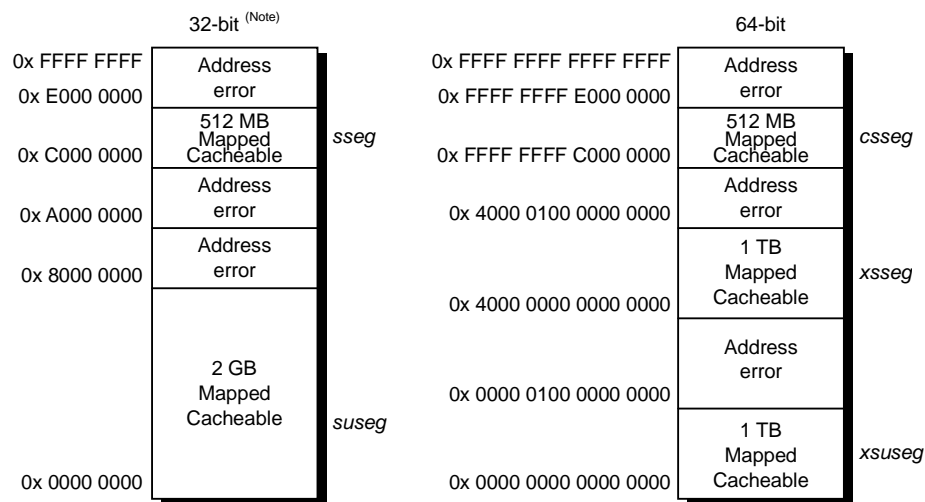 32-bit (Note)
0x FFFF FFFF
Address
error
0x E000 0000
512 MB
Mapped
Cacheable
sseg
0x C000 0000
Address
error
0x A000 0000
Address
error
0x 8000 0000
2 GB
Mapped
Cacheable
suseg
0x 0000 0000
64-bit
0x FFFF FFFF FFFF FFFF
Address
error
0x FFFF FFFF E000 0000
512 MB
Mapped
Cacheable
csseg
0x FFFF FFFF C000 0000
Address
error
0x 4000 0100 0000 0000
1 TB
Mapped
Cacheable
xsseg
0x 4000 0000 0000 0000
Address
error
0x 0000 0100 0000 0000
1 TB
Mapped
Cacheable
xsuseg
0x 0000 0000 0000 0000